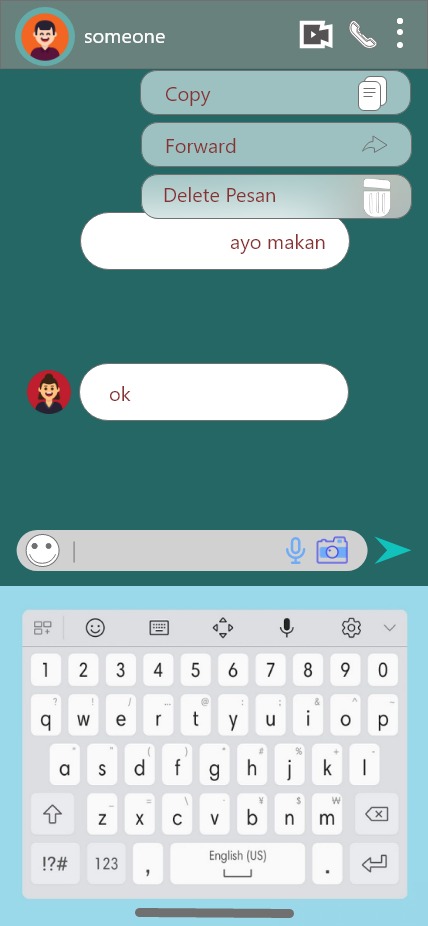 someone
Copy
Forward
Delete Pesan
ayo makan
ok
1 2 3 4 5 6 7 8 9 0
q w e r t y u i o p
a s d f g h j k l
z x c v b n m
!?# 123 , English (US) .